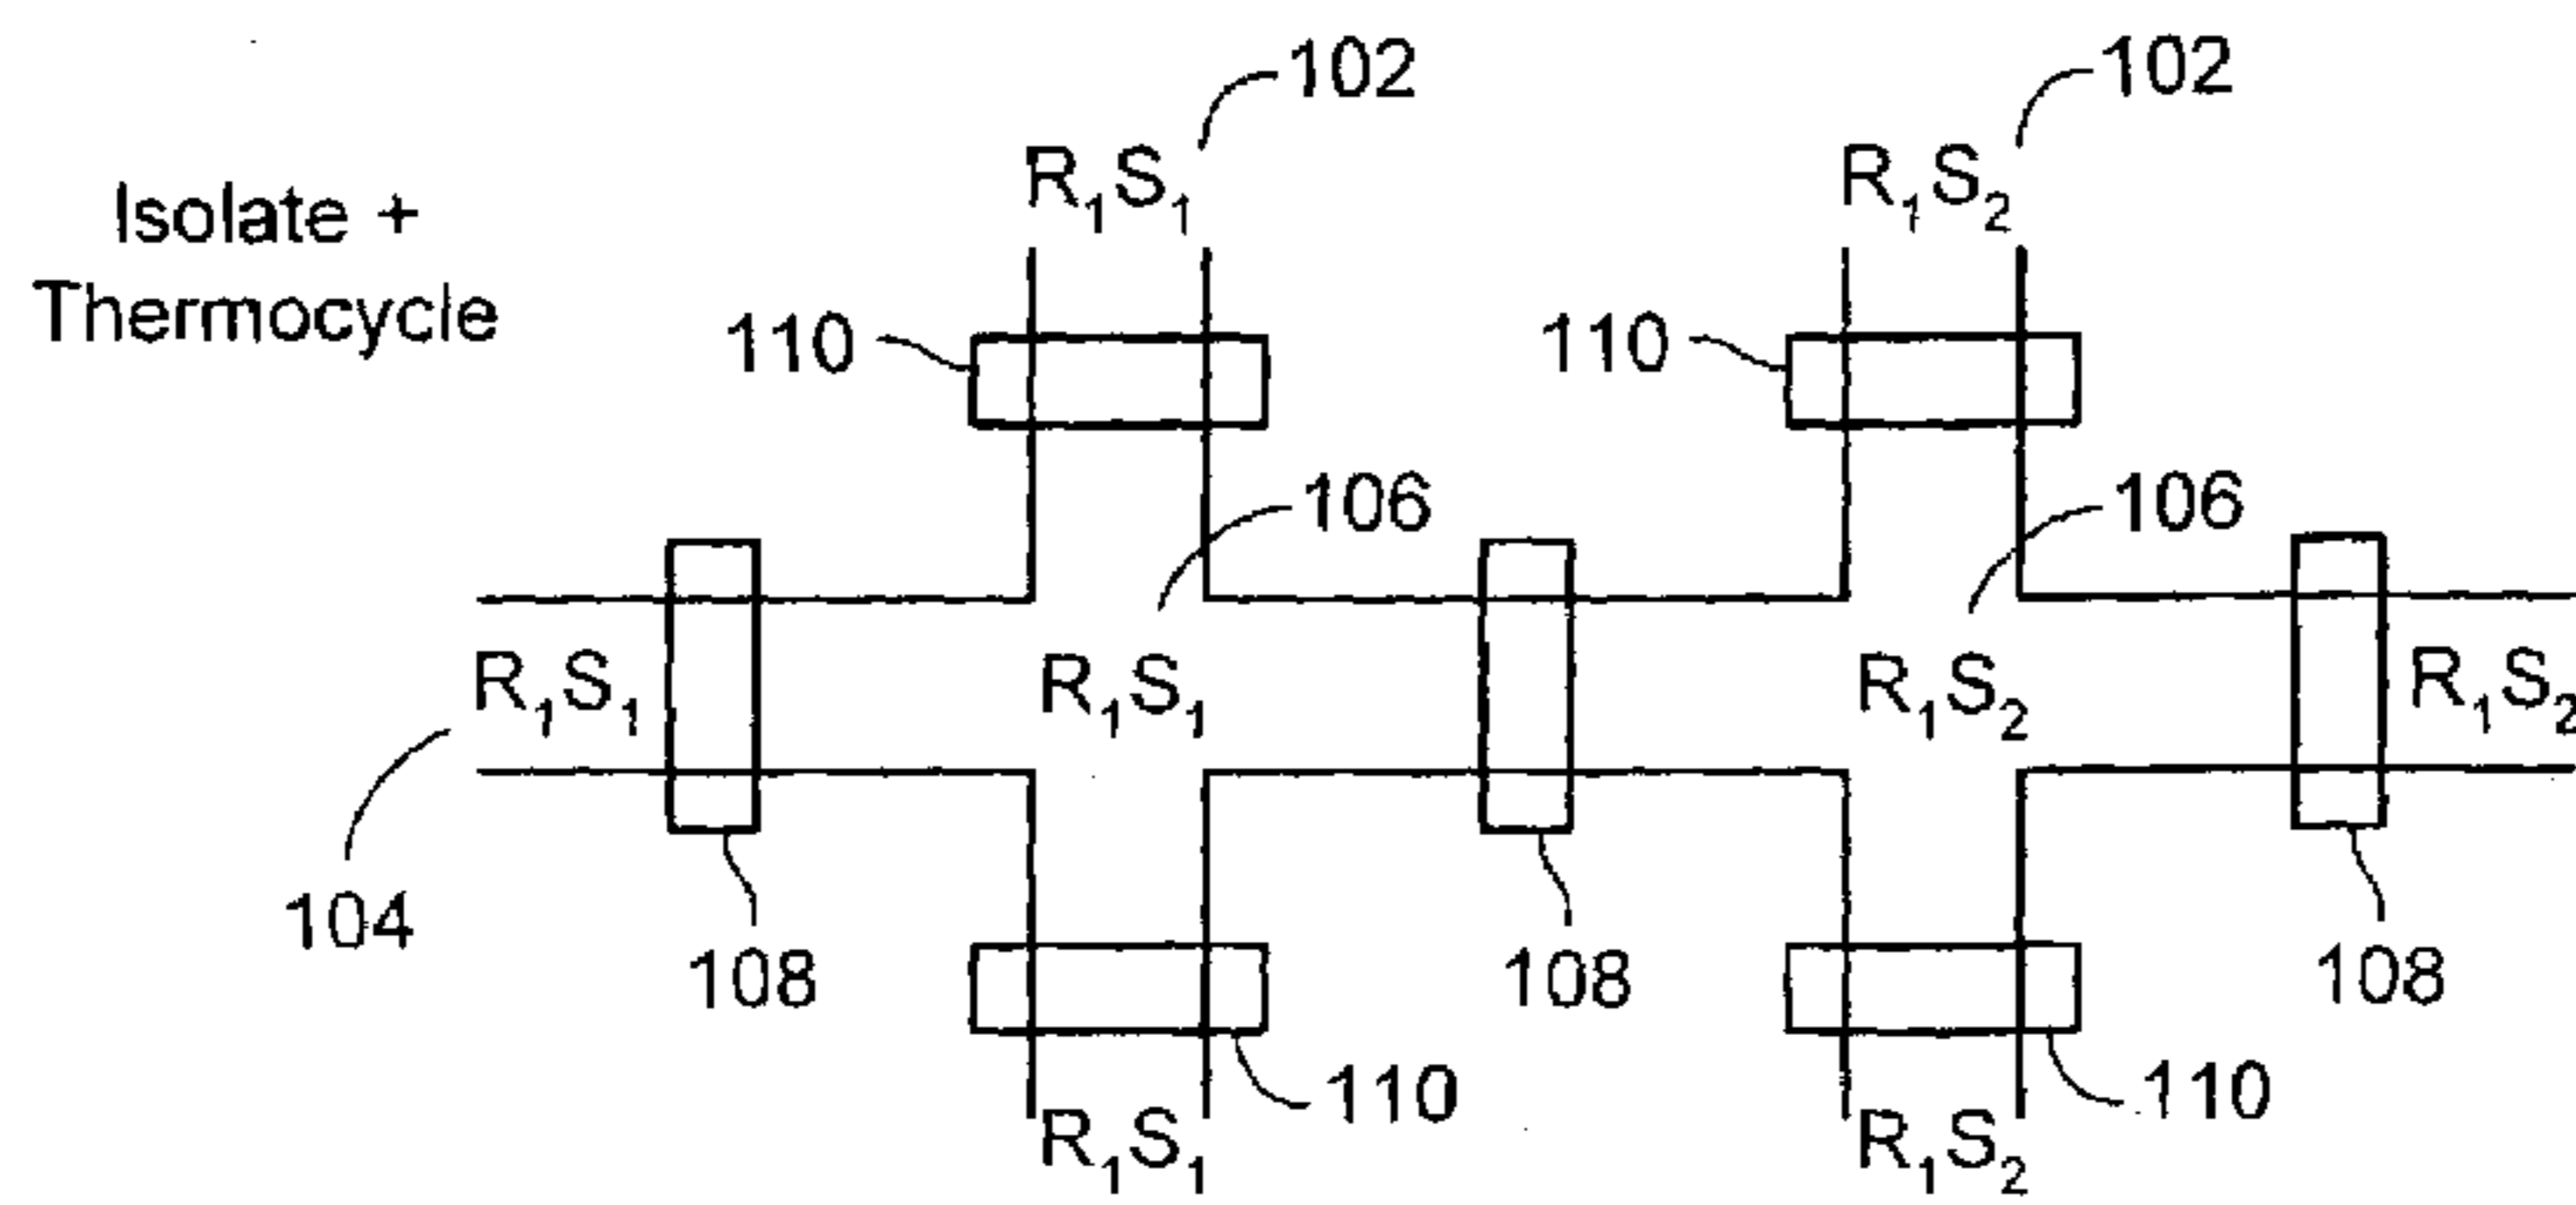 102 102
R₁S₁ R₁S₂
Isolate +
Thermocycle
110 110
106 106
R₁S₁ R₁S₁ R₁S₂ R₁S₂
104 108 108 108
110 110
R₁S₁ R₁S₂